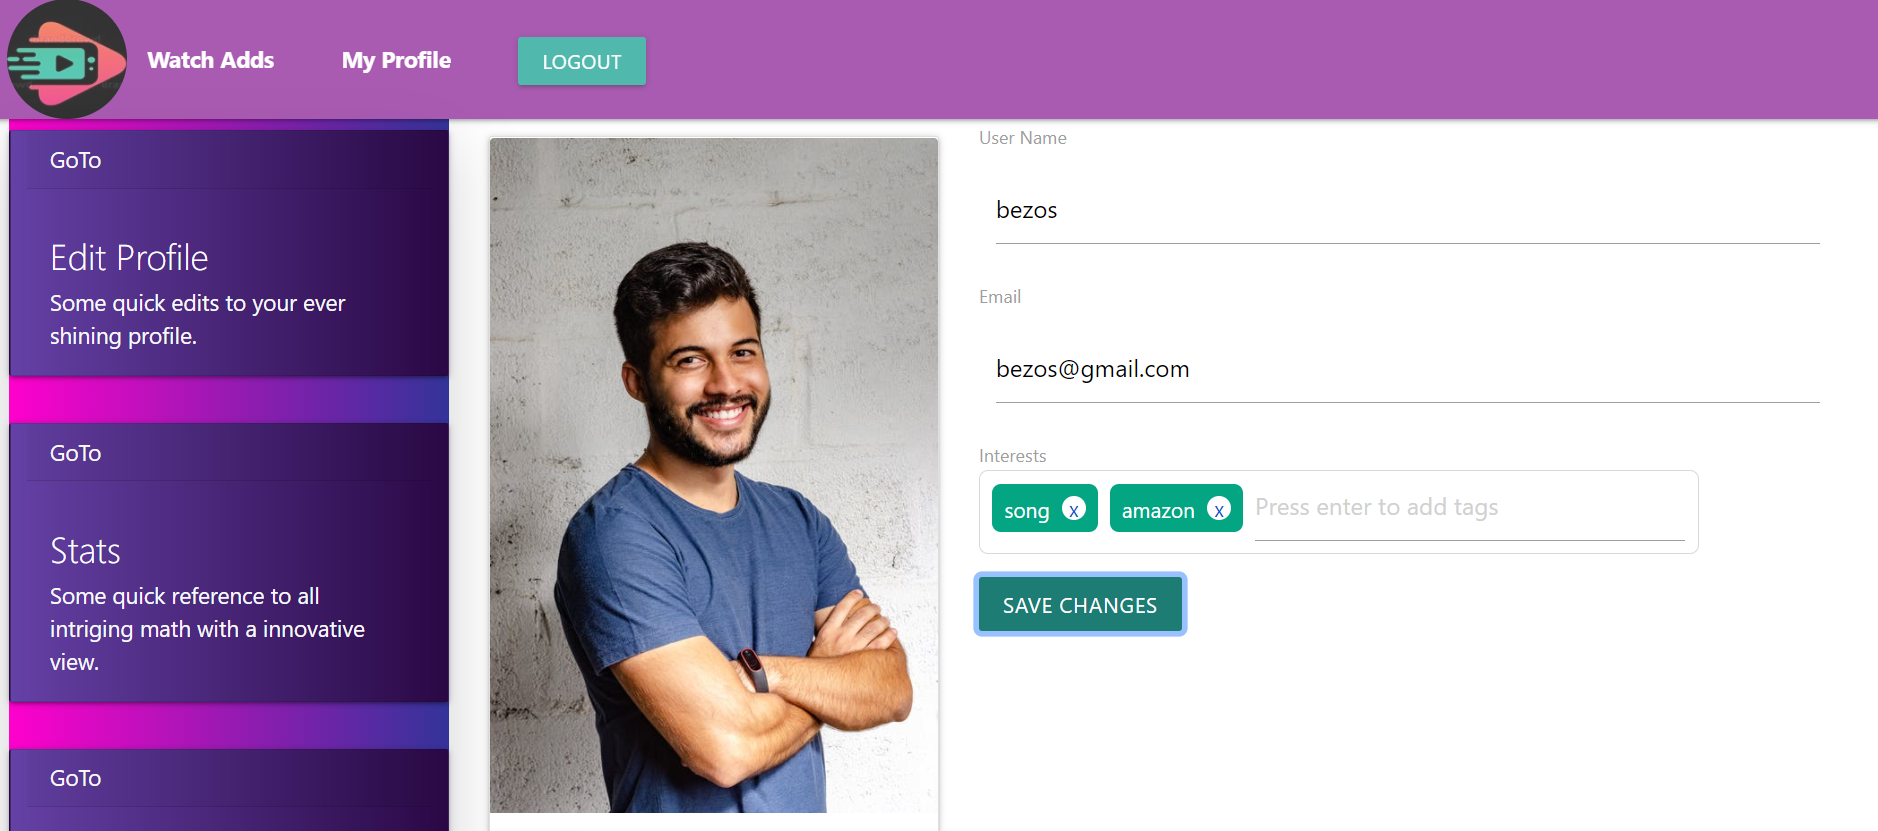 Watch Adds
My Profile
LOGOUT
GoTo
Edit Profile
Some quick edits to your ever
shining profile.
GoTo
Stats
Some quick reference to all
intriging math with a innovative
view.
GoTo
User Name
bezos
Email
bezos@gmail.com
Interests
song x amazon x Press enter to add tags
SAVE CHANGES